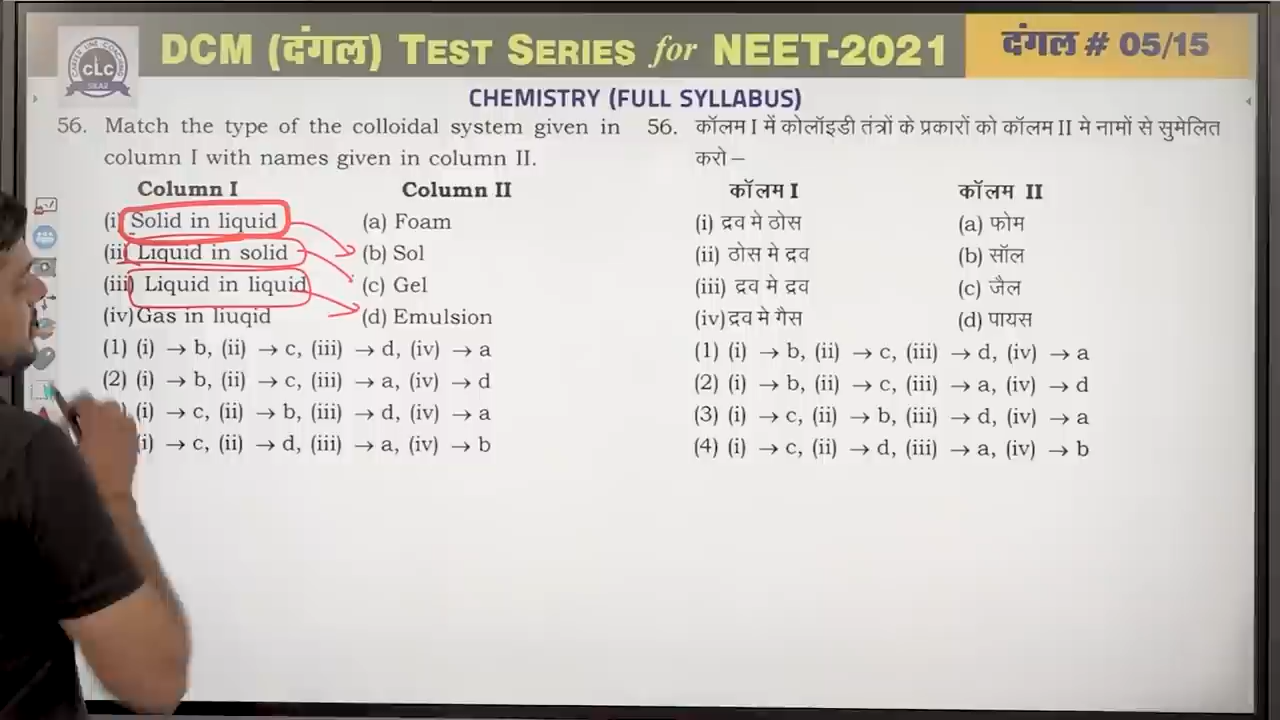 DCM (दंगल) TEST SERIES for NEET-2021
दंगल # 05/15
CLC
SIKAR
CHEMISTRY (FULL SYLLABUS)
56. Match the type of the colloidal system given in
column I with names given in column II.
Column I Column II
(i) Solid in liquid (a) Foam
(ii) Liquid in solid (b) Sol
(iii) Liquid in liquid (c) Gel
(iv) Gas in liuqid (d) Emulsion
(1) (i) → b, (ii) → c, (iii) → d, (iv) → a
(2) (i) → b, (ii) → c, (iii) → a, (iv) → d
(i) → c, (ii) → b, (iii) → d, (iv) → a
(i) → c, (ii) → d, (iii) → a, (iv) → b
56. कॉलम I में कोलॉइडी तंत्रों के प्रकारों को कॉलम II मे नामों से सुमेलित
करो –
कॉलम I कॉलम II
(i) द्रव मे ठोस (a) फोम
(ii) ठोस मे द्रव (b) सॉल
(iii) द्रव मे द्रव (c) जैल
(iv) द्रव मे गैस (d) पायस
(1) (i) → b, (ii) → c, (iii) → d, (iv) → a
(2) (i) → b, (ii) → c, (iii) → a, (iv) → d
(3) (i) → c, (ii) → b, (iii) → d, (iv) → a
(4) (i) → c, (ii) → d, (iii) → a, (iv) → b